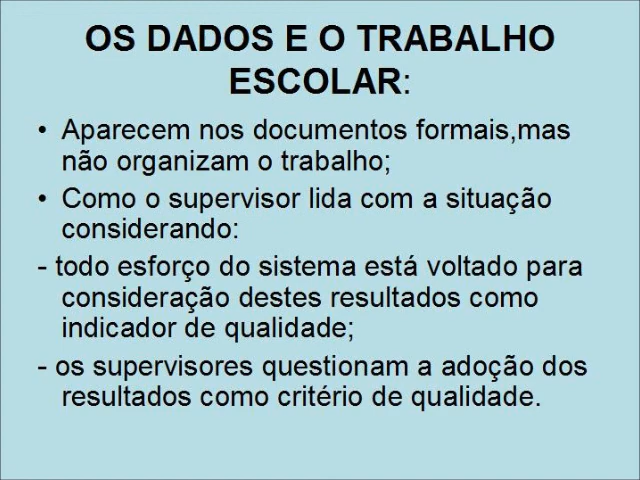 OS DADOS E O TRABALHO
ESCOLAR:
• Aparecem nos documentos formais,mas
não organizam o trabalho;
• Como o supervisor lida com a situação
considerando:
- todo esforço do sistema está voltado para
consideração destes resultados como
indicador de qualidade;
- os supervisores questionam a adoção dos
resultados como critério de qualidade.